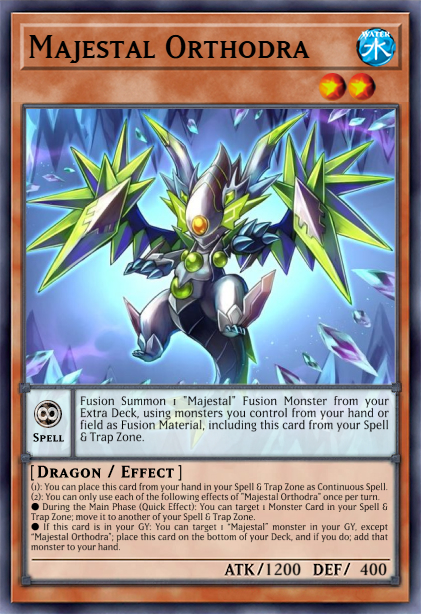 Majestal Orthodra
WATER
水
Fusion Summon 1 "Majestal" Fusion Monster from your
Extra Deck, using monsters you control from your hand or
field as Fusion Material, including this card from your Spell
& Trap Zone.
Spell
[ Dragon / Effect ]
(1): You can place this card from your hand in your Spell & Trap Zone as Continuous Spell.
(2): You can only use each of the following effects of "Majestal Orthodra" once per turn.
● During the Main Phase (Quick Effect): You can target 1 Monster Card in your Spell &
Trap Zone; move it to another of your Spell & Trap Zone.
● If this card is in your GY: You can target 1 "Majestal" monster in your GY, except
"Majestal Orthodra"; place this card on the bottom of your Deck, and if you do; add that
monster to your hand.
ATK/1200 DEF/ 400